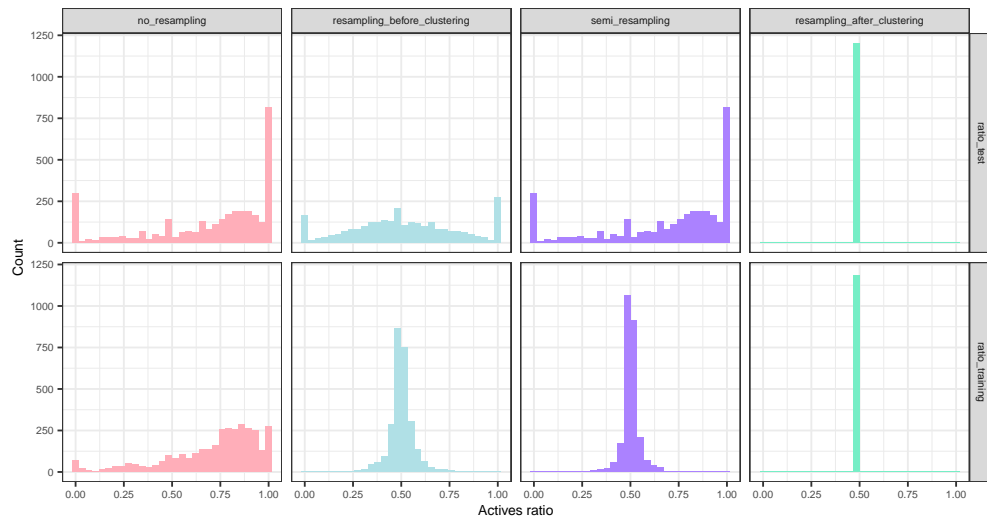 no_resampling resampling_before_clustering semi_resampling resampling_after_clustering
1250
1000
750
500
250
0
ratio_test
1250
1000
750
500
250
0
ratio_training
Count
0.00 0.25 0.50 0.75 1.00 0.00 0.25 0.50 0.75 1.00 0.00 0.25 0.50 0.75 1.00 0.00 0.25 0.50 0.75 1.00
Actives ratio